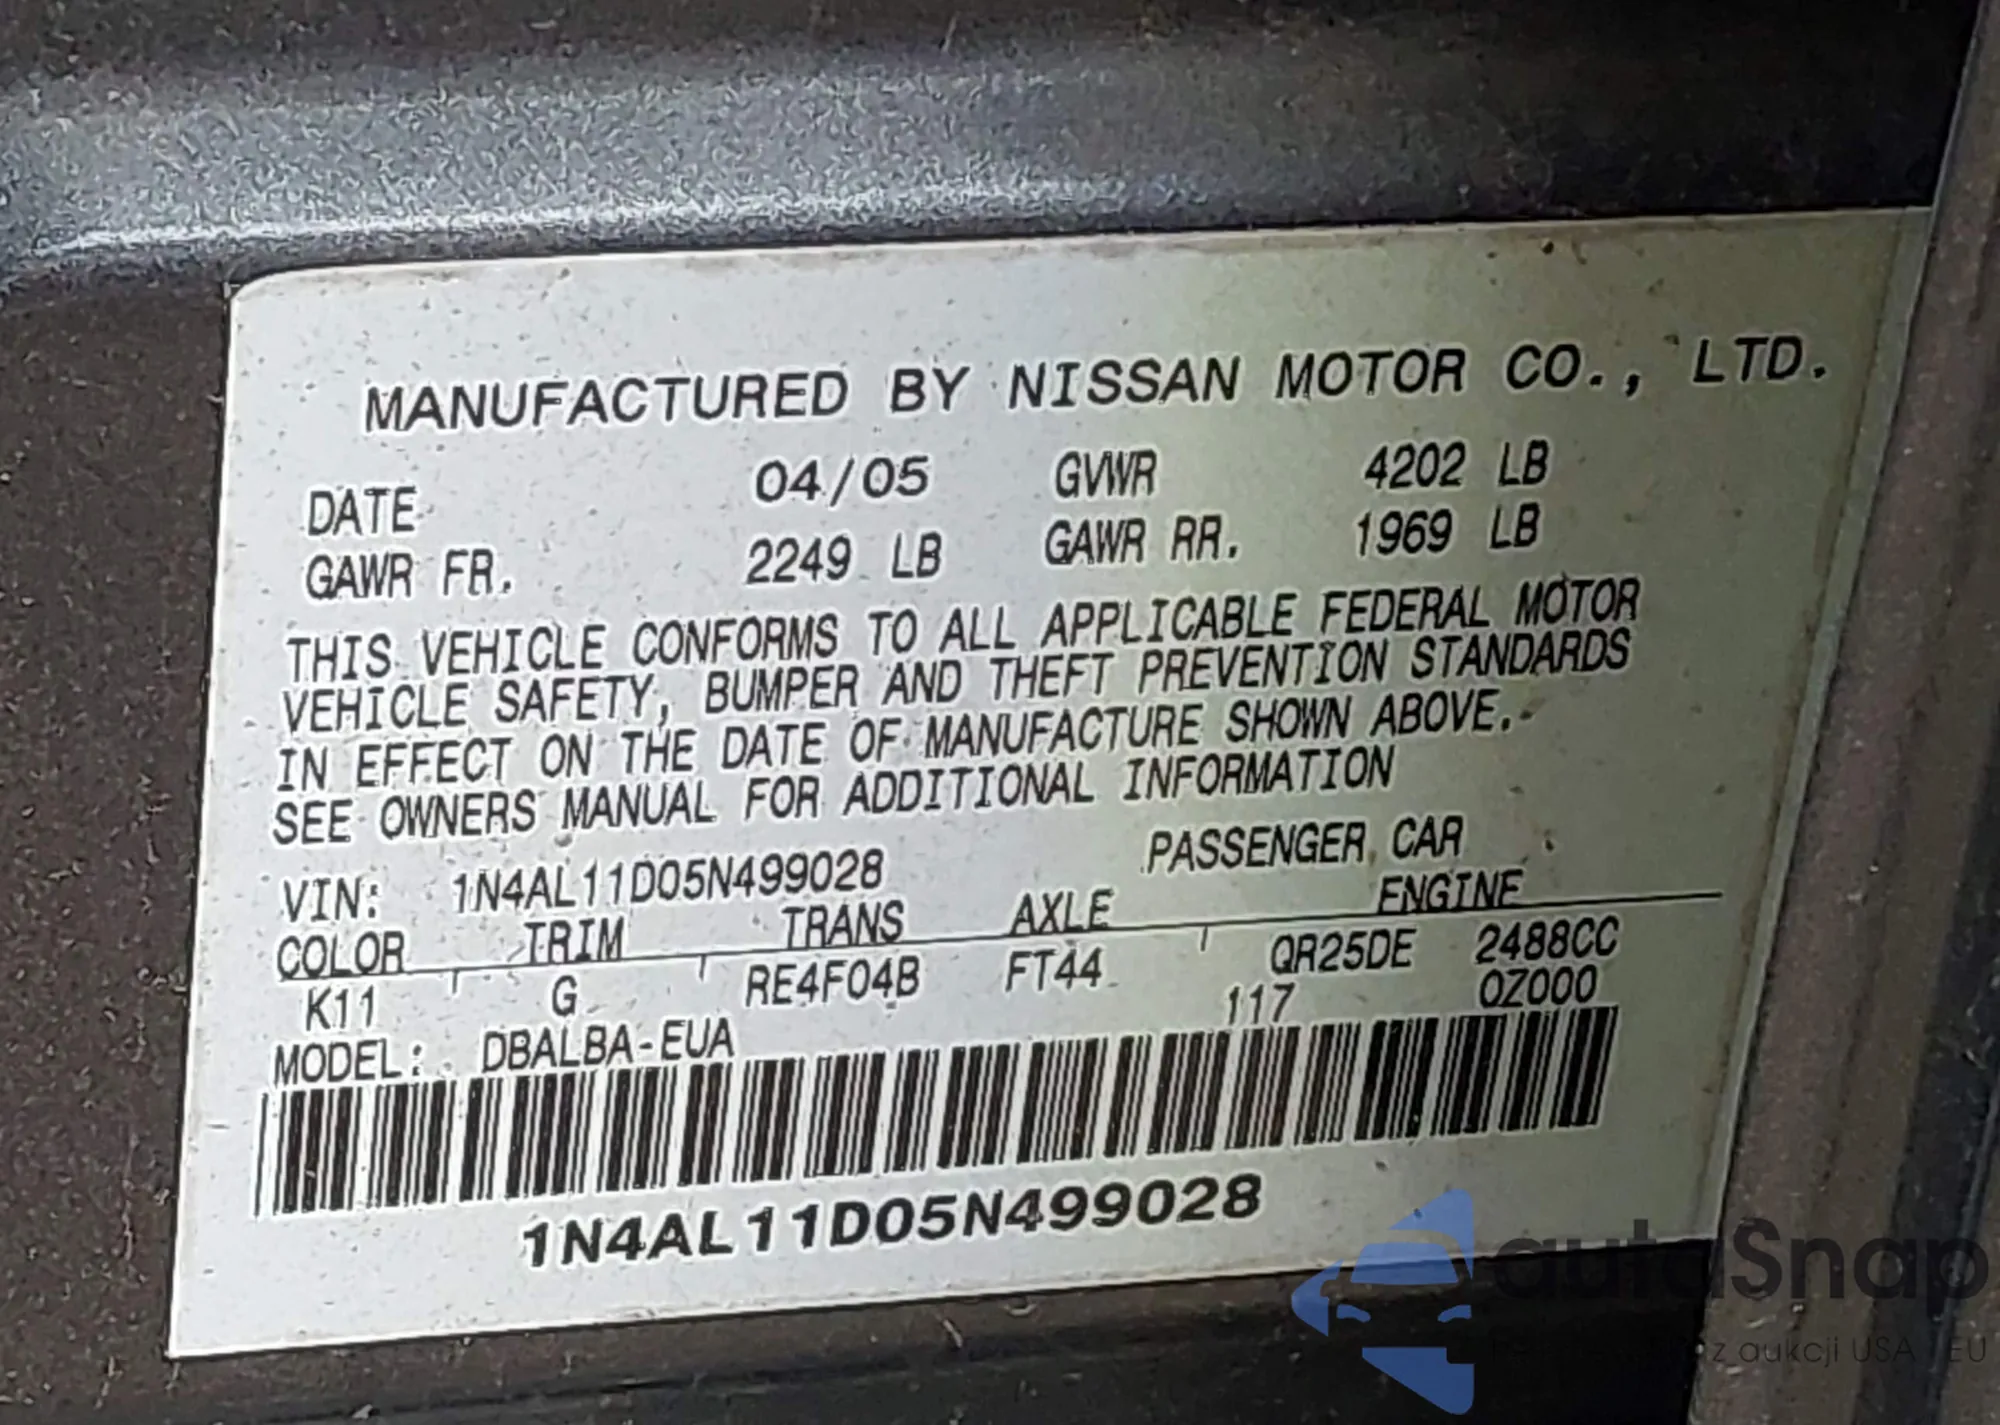 MANUFACTURED BY NISSAN MOTOR CO., LTD.
DATE 04/05 GVWR 4202 LB
GAWR FR. 2249 LB GAWR RR. 1969 LB
THIS VEHICLE CONFORMS TO ALL APPLICABLE FEDERAL MOTOR
VEHICLE SAFETY, BUMPER AND THEFT PREVENTION STANDARDS
IN EFFECT ON THE DATE OF MANUFACTURE SHOWN ABOVE.
SEE OWNERS MANUAL FOR ADDITIONAL INFORMATION
VIN: 1N4AL11D05N499028 PASSENGER CAR
COLOR TRIM TRANS AXLE ENGINE
K11 G RE4F04B FT44 QR25DE 2488CC
117 0Z000
MODEL: DBALBA-EUA
1N4AL11D05N499028
autoSnap
z aukcji USA EU